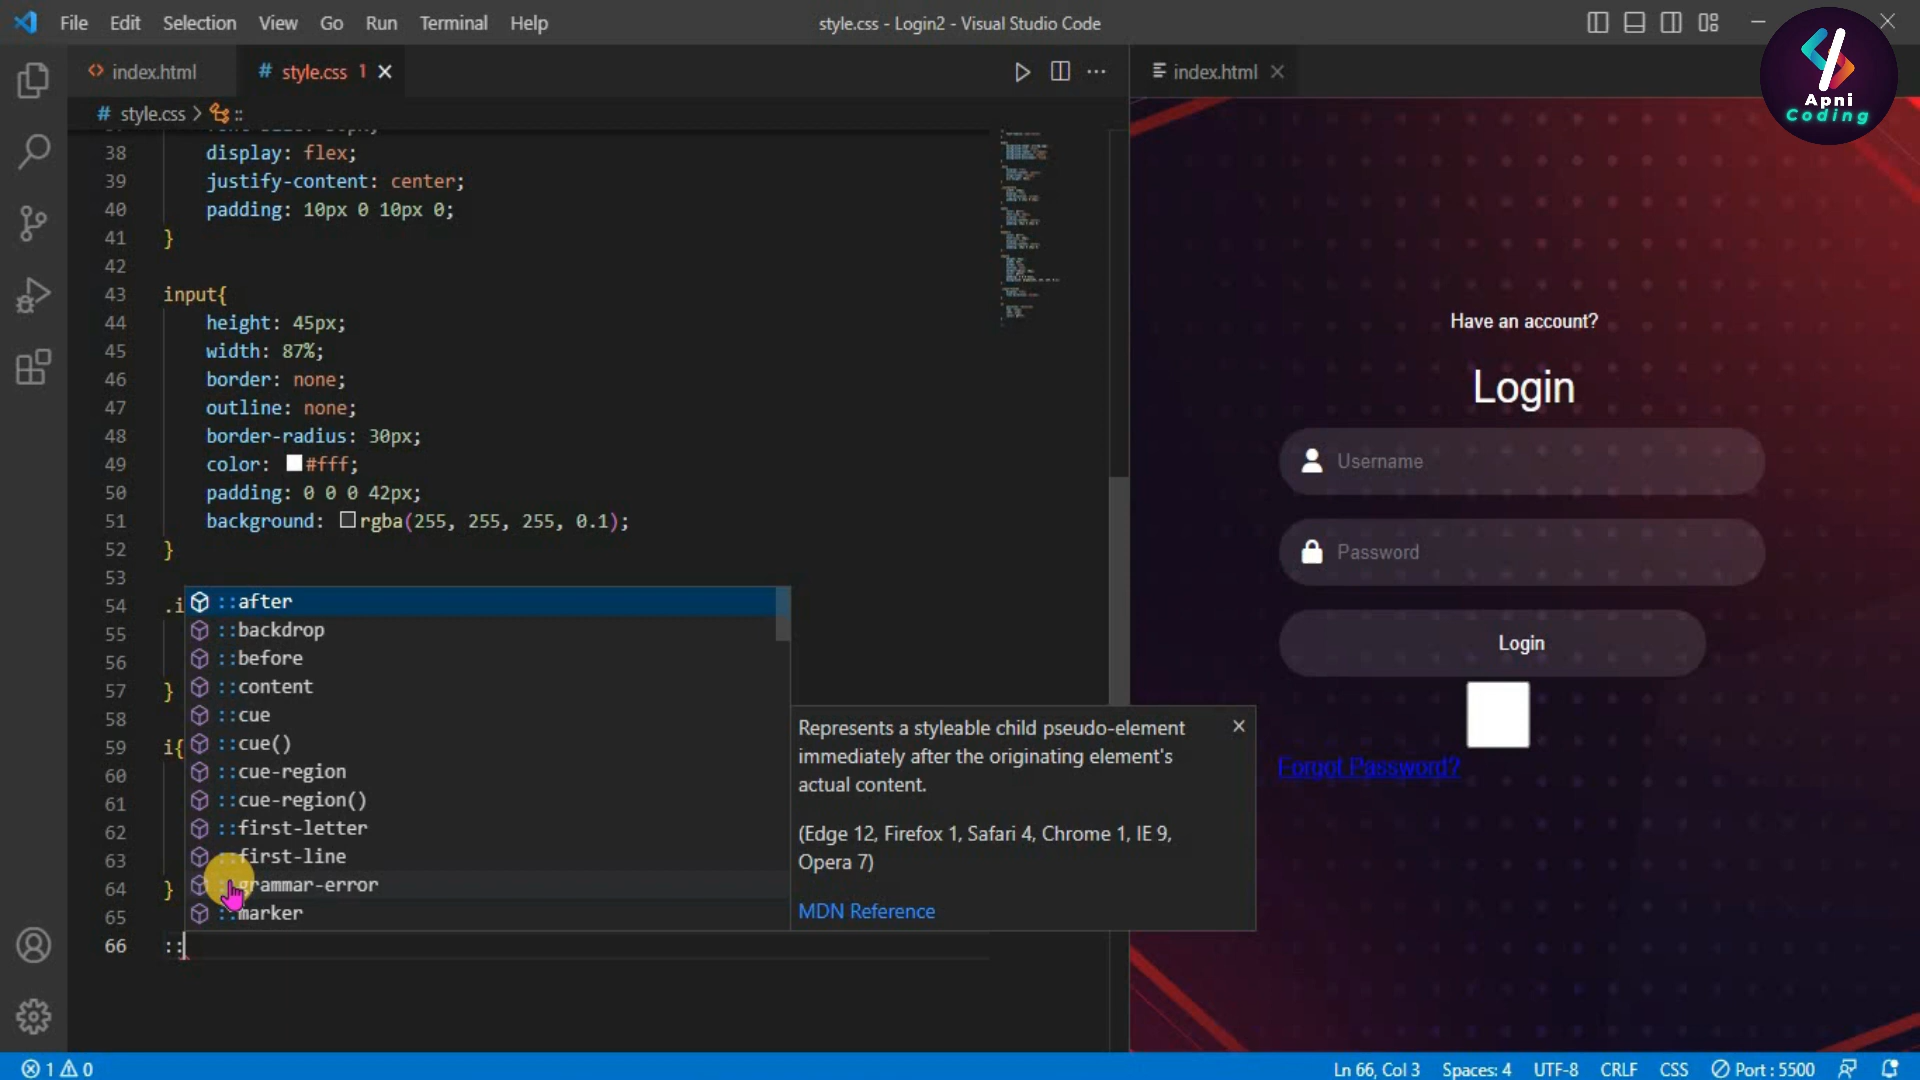 File Edit Selection View Go Run Terminal Help
style.css - Login2 - Visual Studio Code
Apni
Coding
index.html
# style.css 1
# style.css > ::
38 display: flex;
39 justify-content: center;
40 padding: 10px 0 10px 0;
41 }
42
43 input{
44 height: 45px;
45 width: 87%;
46 border: none;
47 outline: none;
48 border-radius: 30px;
49 color: #fff;
50 padding: 0 0 0 42px;
51 background: rgba(255, 255, 255, 0.1);
52 }
53
54 .i
55
56
57 }
58
59 i{
60
61
62
63
64 }
65
66 ::
::after
::backdrop
::before
::content
::cue
::cue()
::cue-region
::cue-region()
::first-letter
::first-line
::grammar-error
::marker
Represents a styleable child pseudo-element
immediately after the originating element's
actual content.
(Edge 12, Firefox 1, Safari 4, Chrome 1, IE 9,
Opera 7)
MDN Reference
index.html
Have an account?
Login
Username
Password
Login
Forgot Password?
1 0
Ln 66, Col 3 Spaces: 4 UTF-8 CRLF CSS Port : 5500